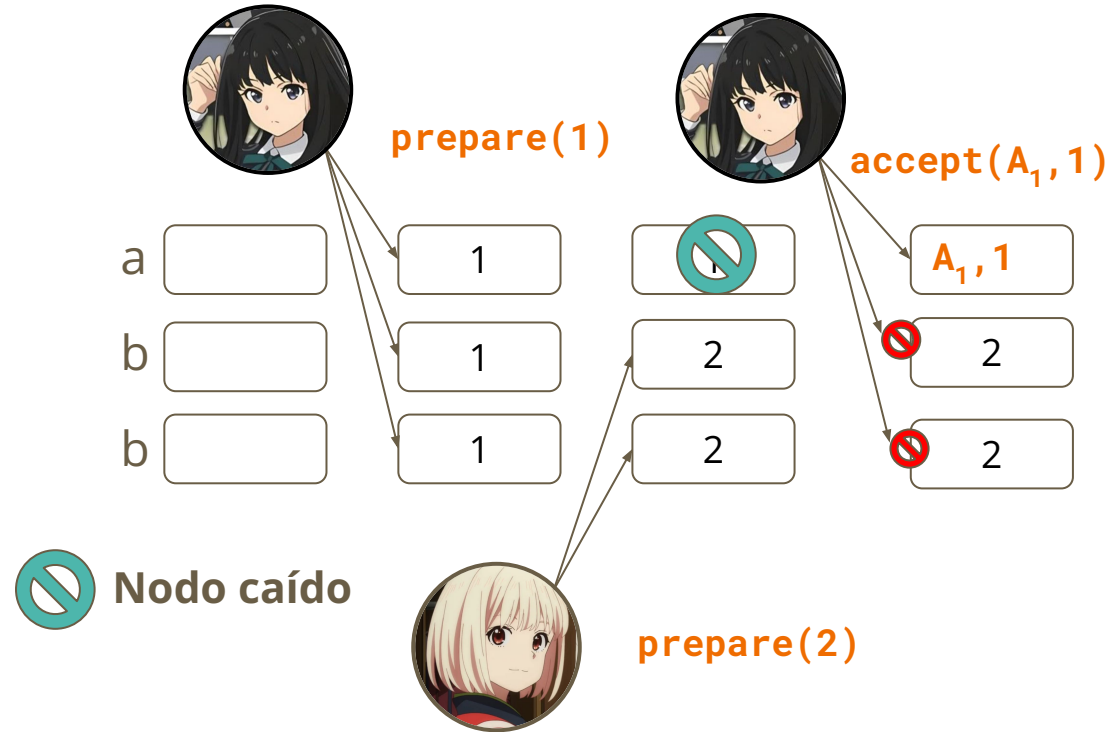 prepare(1)
accept(A₁,1)
a 1 A₁,1
b 1 2 2
b 1 2 2
Nodo caído
prepare(2)